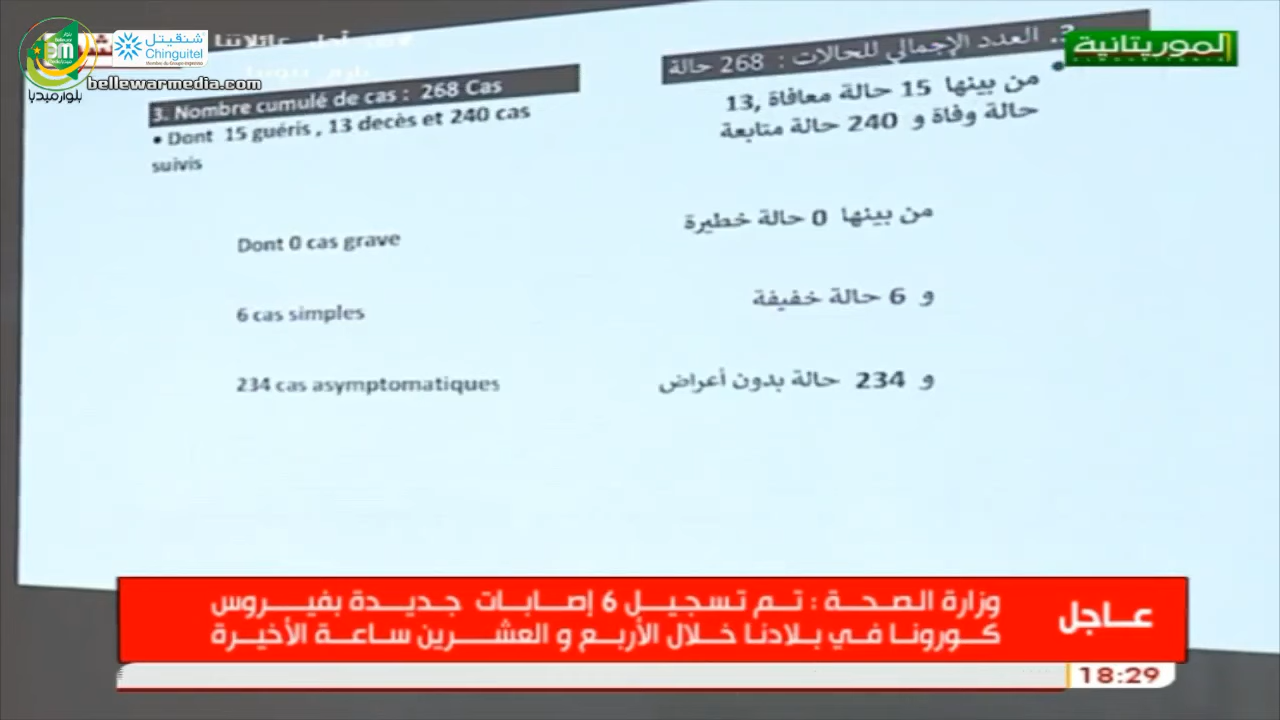 شنقيتل
Chinguitel
bellewarmedia.com
بلوار ميديا
الموريتانية
3. Nombre cumulé de cas : 268 Cas
• Dont 15 guéris , 13 decès et 240 cas
suivis
Dont 0 cas grave
6 cas simples
234 cas asymptomatiques
3. العدد الإجمالي للحالات : 268 حالة
• من بينها 15 حالة معافاة ,13
حالة وفاة و 240 حالة متابعة
من بينها 0 حالة خطيرة
و 6 حالة خفيفة
و 234 حالة بدون أعراض
عاجل
وزارة الصحة : تم تسجيل 6 إصابات جديدة بفيروس
كورونا في بلادنا خلال الأربع و العشرين ساعة الأخيرة
18:29